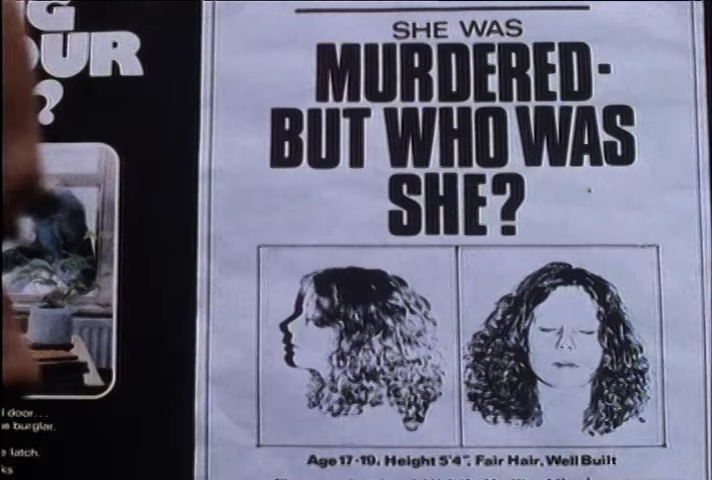 G
OUR
?
SHE WAS
MURDERED-
BUT WHO WAS
SHE?
Age 17-19. Height 5'4". Fair Hair. Well Built
door...
burglar.
latch.